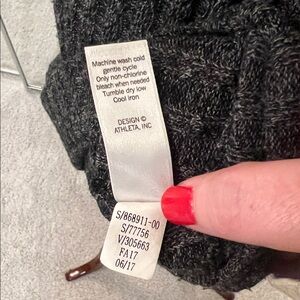 Machine wash cold
gentle cycle
Only non-chlorine
bleach when needed
Tumble dry low
Cool iron
DESIGN ©
ATHLETA, INC
S/868911-00
S/77756
V/305663
FA17
06/17